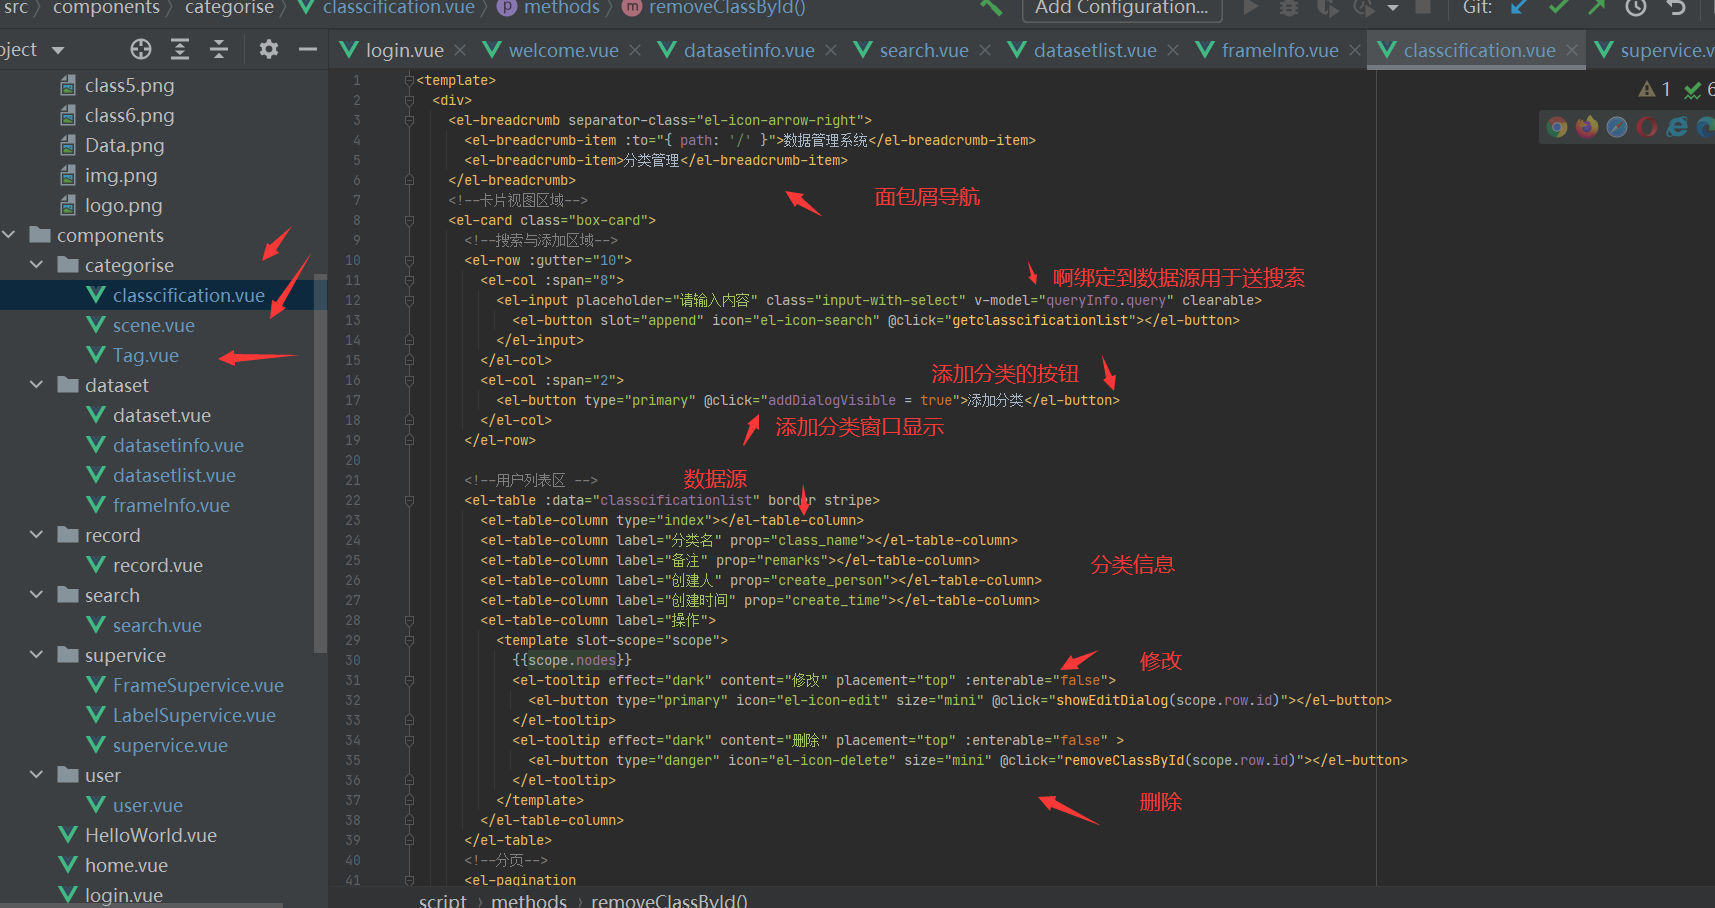 src 〉 components 〉 categorise 〉 classcification.vue 〉 p methods 〉 m removeClassById()
Add Configuration...
Git:
oject
login.vue
welcome.vue
datasetinfo.vue
search.vue
datasetlist.vue
frameInfo.vue
classcification.vue
supervice.v
class5.png
class6.png
Data.png
img.png
logo.png
components
categorise
classcification.vue
scene.vue
Tag.vue
dataset
dataset.vue
datasetinfo.vue
datasetlist.vue
frameInfo.vue
record
record.vue
search
search.vue
supervice
FrameSupervice.vue
LabelSupervice.vue
supervice.vue
user
user.vue
HelloWorld.vue
home.vue
login.vue
1 6
1 <template>
2 <div>
3 <el-breadcrumb separator-class="el-icon-arrow-right">
4 <el-breadcrumb-item :to="{ path: '/' }">数据管理系统</el-breadcrumb-item>
5 <el-breadcrumb-item>分类管理</el-breadcrumb-item>
6 </el-breadcrumb>
面包屑导航
7 <!--卡片视图区域-->
8 <el-card class="box-card">
9 <!--搜索与添加区域-->
10 <el-row :gutter="10">
11 <el-col :span="8">
啊绑定到数据源用于送搜索
12 <el-input placeholder="请输入内容" class="input-with-select" v-model="queryInfo.query" clearable>
13 <el-button slot="append" icon="el-icon-search" @click="getclasscificationlist"></el-button>
14 </el-input>
15 </el-col>
16 <el-col :span="2">
添加分类的按钮
17 <el-button type="primary" @click="addDialogVisible = true">添加分类</el-button>
18 </el-col>
添加分类窗口显示
19 </el-row>
20
21 <!--用户列表区 -->
数据源
22 <el-table :data="classcificationlist" border stripe>
23 <el-table-column type="index"></el-table-column>
24 <el-table-column label="分类名" prop="class_name"></el-table-column>
25 <el-table-column label="备注" prop="remarks"></el-table-column>
分类信息
26 <el-table-column label="创建人" prop="create_person"></el-table-column>
27 <el-table-column label="创建时间" prop="create_time"></el-table-column>
28 <el-table-column label="操作">
29 <template slot-scope="scope">
30 {{scope.nodes}}
修改
31 <el-tooltip effect="dark" content="修改" placement="top" :enterable="false">
32 <el-button type="primary" icon="el-icon-edit" size="mini" @click="showEditDialog(scope.row.id)"></el-button>
33 </el-tooltip>
34 <el-tooltip effect="dark" content="删除" placement="top" :enterable="false" >
35 <el-button type="danger" icon="el-icon-delete" size="mini" @click="removeClassById(scope.row.id)"></el-button>
36 </el-tooltip>
37 </template>
删除
38 </el-table-column>
39 </el-table>
40 <!--分页-->
41 <el-pagination
script 〉 methods 〉 removeClassById()